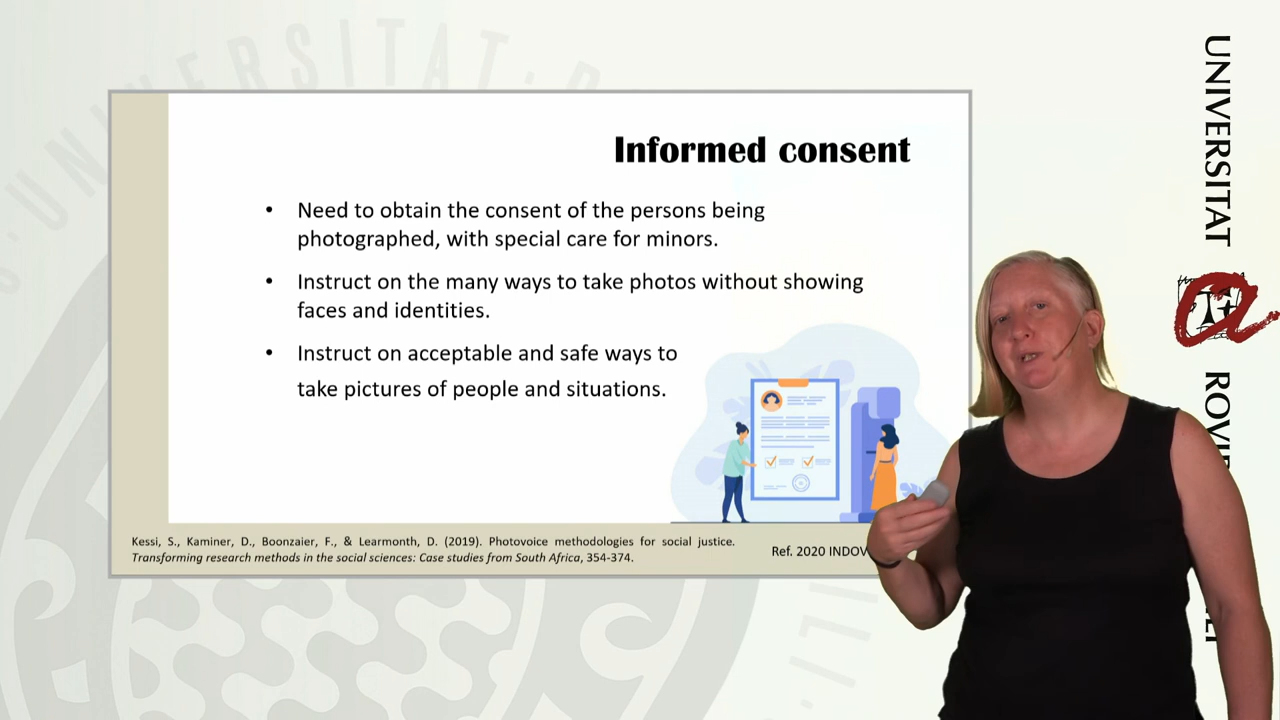 Informed consent
• Need to obtain the consent of the persons being
photographed, with special care for minors.
• Instruct on the many ways to take photos without showing
faces and identities.
• Instruct on acceptable and safe ways to
take pictures of people and situations.
Kessi, S., Kaminer, D., Boonzaier, F., & Learmonth, D. (2019). Photovoice methodologies for social justice.
Transforming research methods in the social sciences: Case studies from South Africa, 354-374.
Ref. 2020 INDOV
UNIVERSITAT
UNIVERSITAT